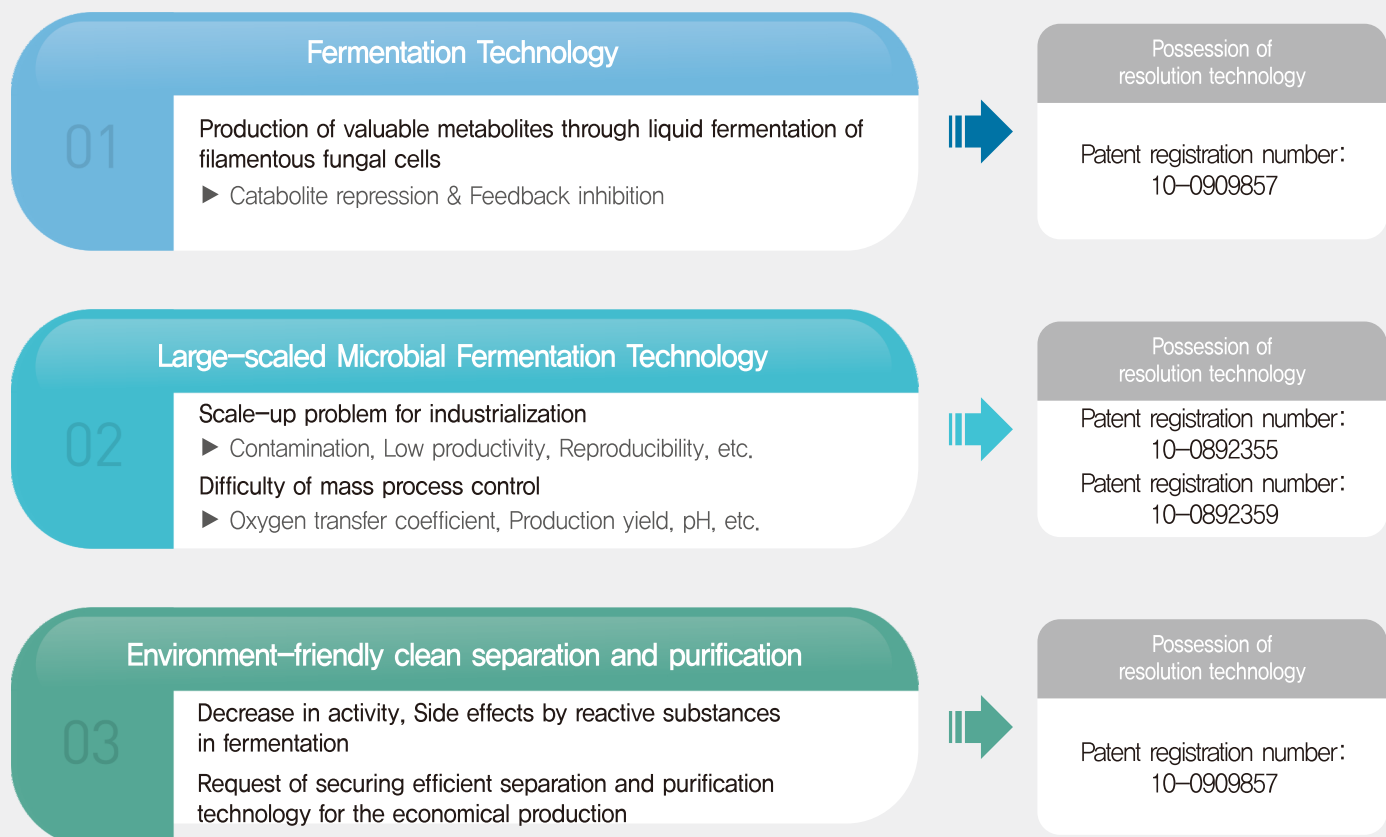 Fermentation Technology
01
Production of valuable metabolites through liquid fermentation of
filamentous fungal cells
▶ Catabolite repression & Feedback inhibition
Possession of
resolution technology
Patent registration number:
10-0909857
Large-scaled Microbial Fermentation Technology
02
Scale-up problem for industrialization
▶ Contamination, Low productivity, Reproducibility, etc.
Difficulty of mass process control
▶ Oxygen transfer coefficient, Production yield, pH, etc.
Possession of
resolution technology
Patent registration number:
10-0892355
Patent registration number:
10-0892359
Environment-friendly clean separation and purification
03
Decrease in activity, Side effects by reactive substances
in fermentation
Request of securing efficient separation and purification
technology for the economical production
Possession of
resolution technology
Patent registration number:
10-0909857